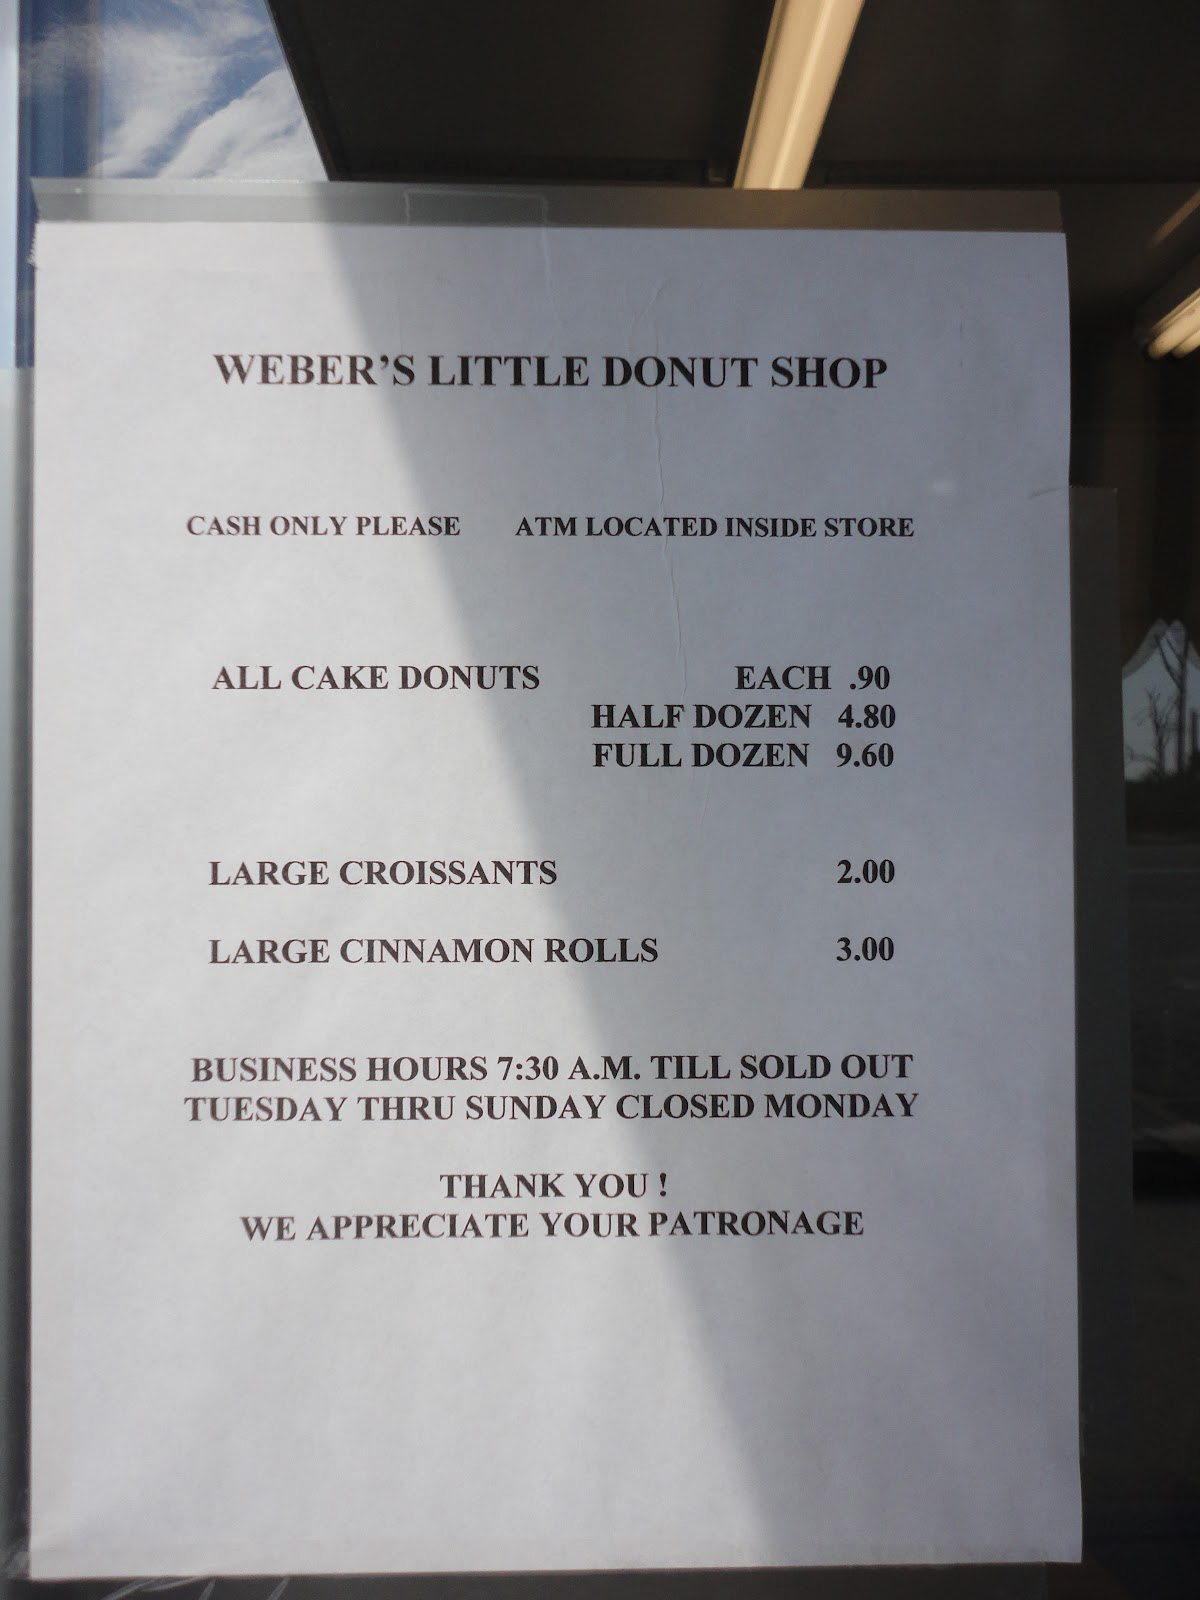 WEBER'S LITTLE DONUT SHOP
CASH ONLY PLEASE ATM LOCATED INSIDE STORE
ALL CAKE DONUTS EACH .90
HALF DOZEN 4.80
FULL DOZEN 9.60
LARGE CROISSANTS 2.00
LARGE CINNAMON ROLLS 3.00
BUSINESS HOURS 7:30 A.M. TILL SOLD OUT
TUESDAY THRU SUNDAY CLOSED MONDAY
THANK YOU !
WE APPRECIATE YOUR PATRONAGE